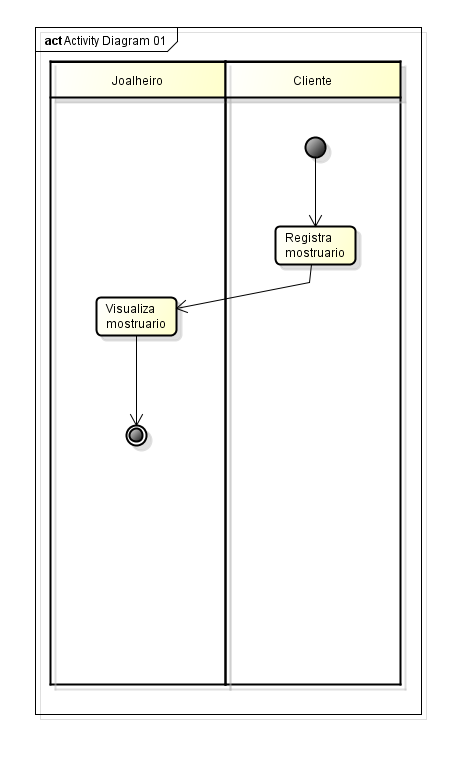 act Activity Diagram 01
Joalheiro
Cliente
Registra
mostruario
Visualiza
mostruario